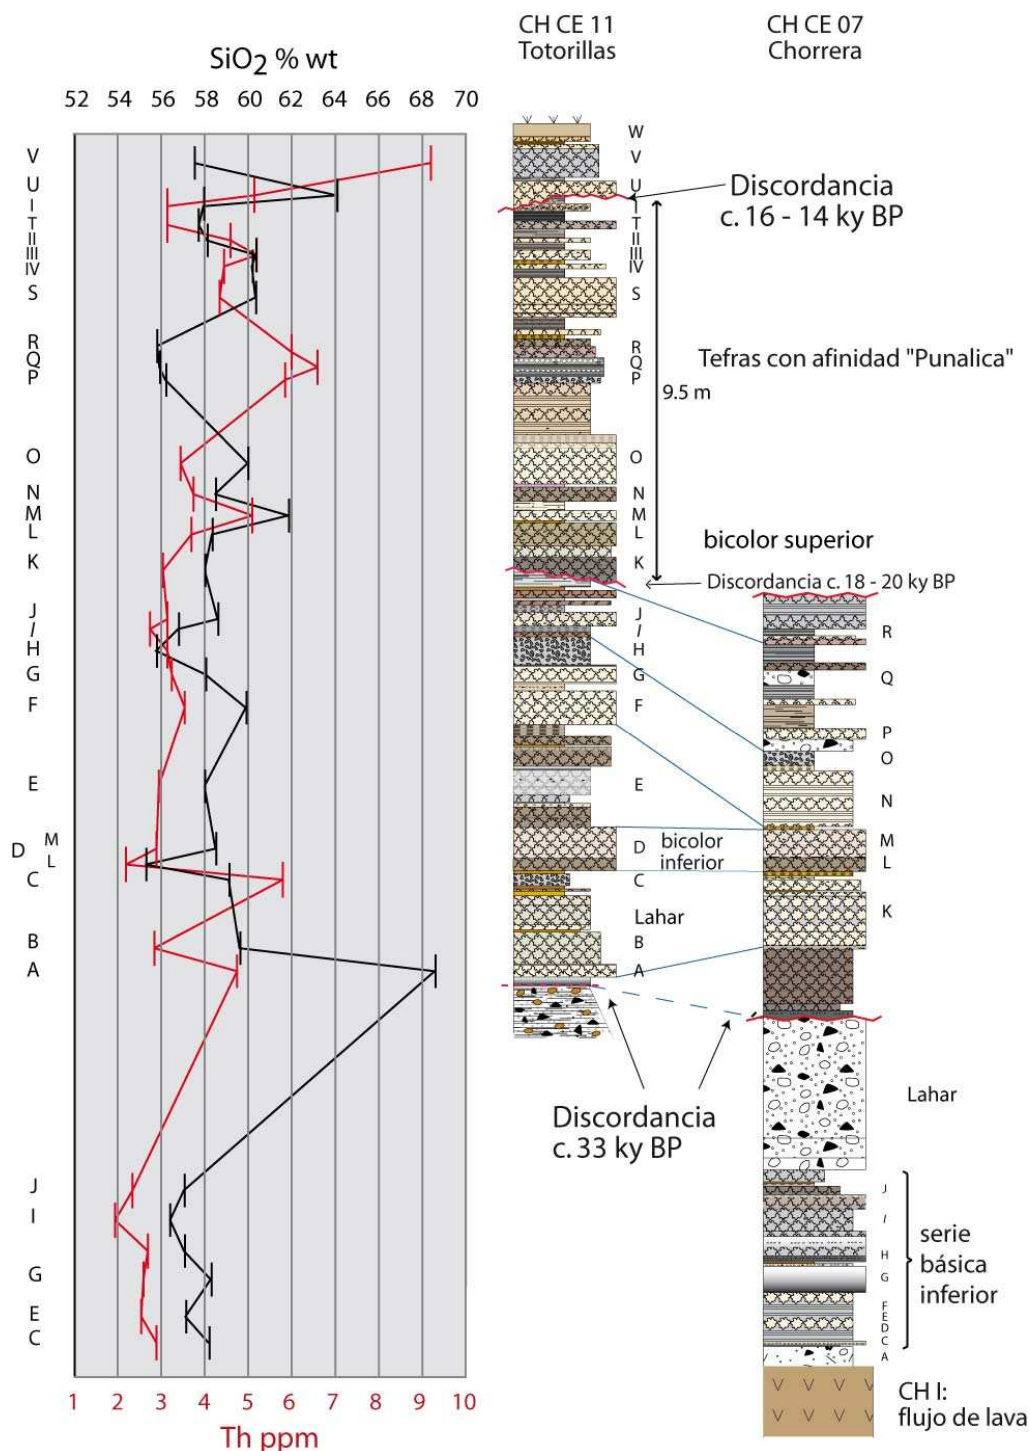 SiO2 % wt
52 54 56 58 60 62 64 66 68 70
V
U
I
T
II
III
IV
S
R
Q
P
O
N
M
L
K
J
I
H
G
F
E
M
D L
C
B
A
J
I
G
E
C
1 2 3 4 5 6 7 8 9 10
Th ppm
CH CE 11
Totorillas
W
V
U
I
T
II
III
IV
S
R
Q
P
O
N
M
L
K
J
I
H
G
F
E
D
C
Lahar
B
A
Discordancia
c. 16 - 14 ky BP
Tefras con afinidad "Punalica"
9.5 m
bicolor superior
Discordancia c. 18 - 20 ky BP
bicolor
inferior
Discordancia
c. 33 ky BP
CH CE 07
Chorrera
R
Q
P
O
N
M
L
K
Lahar
J
I
H
G
F
E
D
C
A
serie
básica
inferior
CH I:
flujo de lava